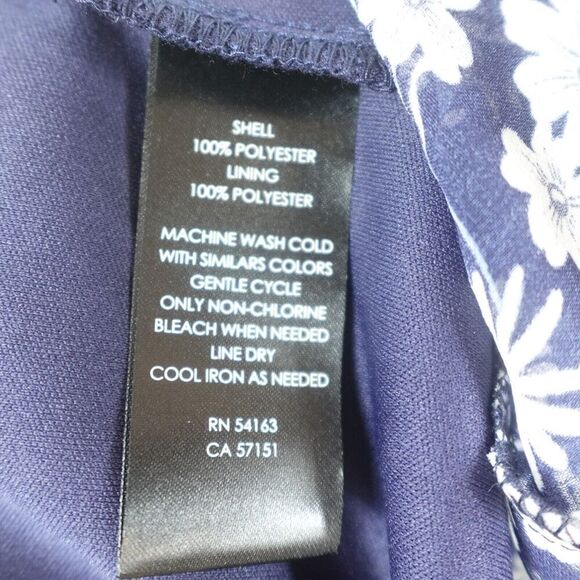 SHELL
100% POLYESTER
LINING
100% POLYESTER
MACHINE WASH COLD
WITH SIMILARS COLORS
GENTLE CYCLE
ONLY NON-CHLORINE
BLEACH WHEN NEEDED
LINE DRY
COOL IRON AS NEEDED
RN 54163
CA 57151